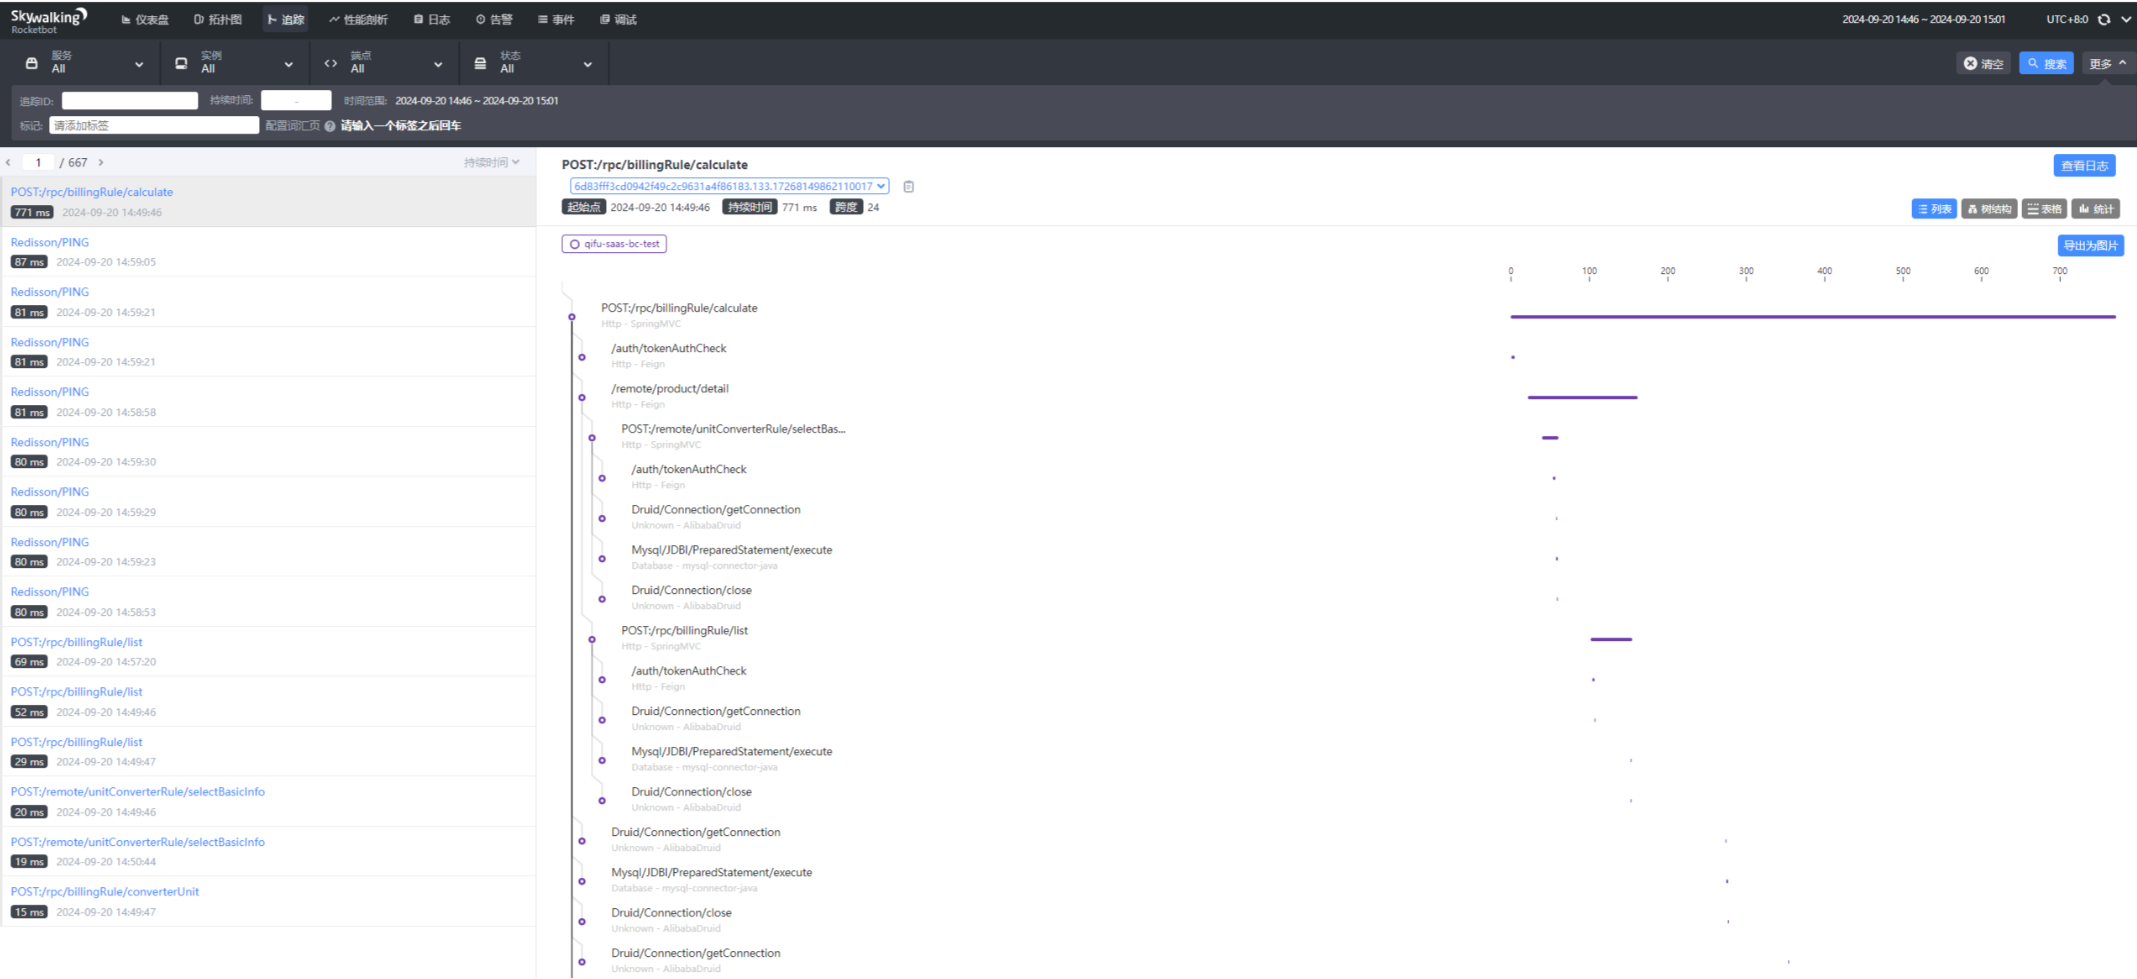 Skywalking
Rocketbot
仪表盘 拓扑图 追踪 性能剖析 日志 告警 事件 调试
2024-09-20 14:46 ~ 2024-09-20 15:01 UTC+8:0
服务 All 实例 All 端点 All 状态 All
清空 搜索 更多
追踪ID: 持续时间: - 时间范围: 2024-09-20 14:46 ~ 2024-09-20 15:01
标记: 请添加标签 配置词汇页 请输入一个标签之后回车
1 / 667 持续时间
POST:/rpc/billingRule/calculate
771 ms 2024-09-20 14:49:46
Redisson/PING
87 ms 2024-09-20 14:59:05
Redisson/PING
81 ms 2024-09-20 14:59:21
Redisson/PING
81 ms 2024-09-20 14:59:21
Redisson/PING
81 ms 2024-09-20 14:58:58
Redisson/PING
80 ms 2024-09-20 14:59:30
Redisson/PING
80 ms 2024-09-20 14:59:29
Redisson/PING
80 ms 2024-09-20 14:59:23
Redisson/PING
80 ms 2024-09-20 14:58:53
POST:/rpc/billingRule/list
69 ms 2024-09-20 14:57:20
POST:/rpc/billingRule/list
52 ms 2024-09-20 14:49:46
POST:/rpc/billingRule/list
29 ms 2024-09-20 14:49:47
POST:/remote/unitConverterRule/selectBasicInfo
20 ms 2024-09-20 14:49:46
POST:/remote/unitConverterRule/selectBasicInfo
19 ms 2024-09-20 14:50:44
POST:/rpc/billingRule/converterUnit
15 ms 2024-09-20 14:49:47
POST:/rpc/billingRule/calculate
查看日志
6d83fff3cd0942f49c2c9631a4f86183.133.17268149862110017
起始点 2024-09-20 14:49:46 持续时间 771 ms 跨度 24
列表 树结构 表格 统计
qifu-saas-bc-test
导出为图片
0 100 200 300 400 500 600 700
POST:/rpc/billingRule/calculate
Http - SpringMVC
/auth/tokenAuthCheck
Http - Feign
/remote/product/detail
Http - Feign
POST:/remote/unitConverterRule/selectBas...
Http - SpringMVC
/auth/tokenAuthCheck
Http - Feign
Druid/Connection/getConnection
Unknown - AlibabaDruid
Mysql/JDBI/PreparedStatement/execute
Database - mysql-connector-java
Druid/Connection/close
Unknown - AlibabaDruid
POST:/rpc/billingRule/list
Http - SpringMVC
/auth/tokenAuthCheck
Http - Feign
Druid/Connection/getConnection
Unknown - AlibabaDruid
Mysql/JDBI/PreparedStatement/execute
Database - mysql-connector-java
Druid/Connection/close
Unknown - AlibabaDruid
Druid/Connection/getConnection
Unknown - AlibabaDruid
Mysql/JDBI/PreparedStatement/execute
Database - mysql-connector-java
Druid/Connection/close
Unknown - AlibabaDruid
Druid/Connection/getConnection
Unknown - AlibabaDruid